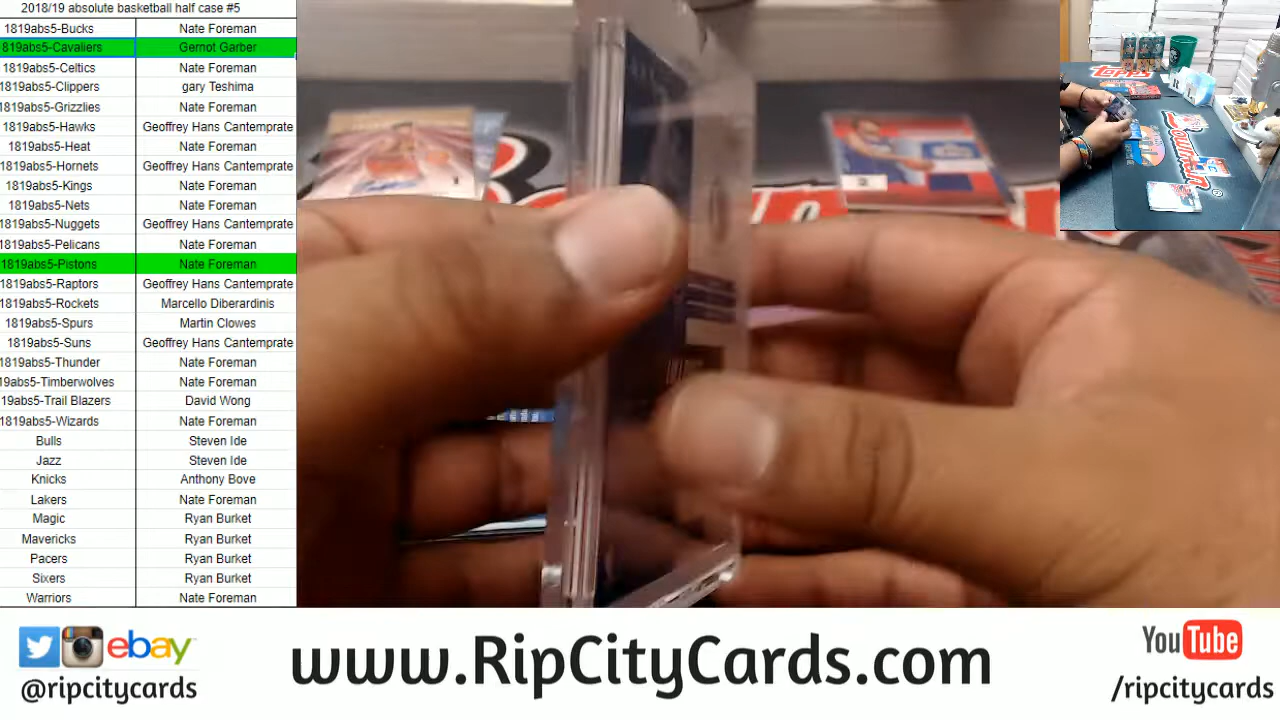 2018/19 absolute basketball half case #5
1819abs5-Bucks Nate Foreman
819abs5-Cavaliers Gernot Garber
1819abs5-Celtics Nate Foreman
1819abs5-Clippers gary Teshima
1819abs5-Grizzlies Nate Foreman
1819abs5-Hawks Geoffrey Hans Cantemprate
1819abs5-Heat Nate Foreman
1819abs5-Hornets Geoffrey Hans Cantemprate
1819abs5-Kings Nate Foreman
1819abs5-Nets Nate Foreman
1819abs5-Nuggets Geoffrey Hans Cantemprate
1819abs5-Pelicans Nate Foreman
1819abs5-Pistons Nate Foreman
1819abs5-Raptors Geoffrey Hans Cantemprate
1819abs5-Rockets Marcello Diberardinis
1819abs5-Spurs Martin Clowes
1819abs5-Suns Geoffrey Hans Cantemprate
1819abs5-Thunder Nate Foreman
19abs5-Timberwolves Nate Foreman
19abs5-Trail Blazers David Wong
1819abs5-Wizards Nate Foreman
Bulls Steven Ide
Jazz Steven Ide
Knicks Anthony Bove
Lakers Nate Foreman
Magic Ryan Burket
Mavericks Ryan Burket
Pacers Ryan Burket
Sixers Ryan Burket
Warriors Nate Foreman
topps
ebay
@ripcitycards
www.RipCityCards.com
YouTube
/ripcitycards